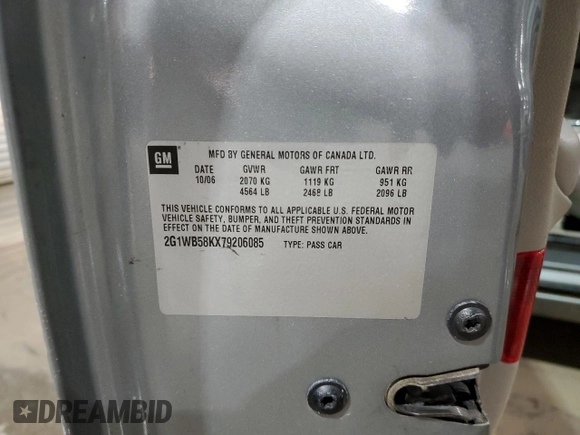 GM
MFD BY GENERAL MOTORS OF CANADA LTD.
DATE GVWR GAWR FRT GAWR RR
10/06 2070 KG 1119 KG 951 KG
4564 LB 2468 LB 2096 LB
THIS VEHICLE CONFORMS TO ALL APPLICABLE U.S. FEDERAL MOTOR
VEHICLE SAFETY, BUMPER, AND THEFT PREVENTION STANDARDS IN
EFFECT ON THE DATE OF MANUFACTURE SHOWN ABOVE.
2G1WB58KX79206085 TYPE: PASS CAR
DREAMBID